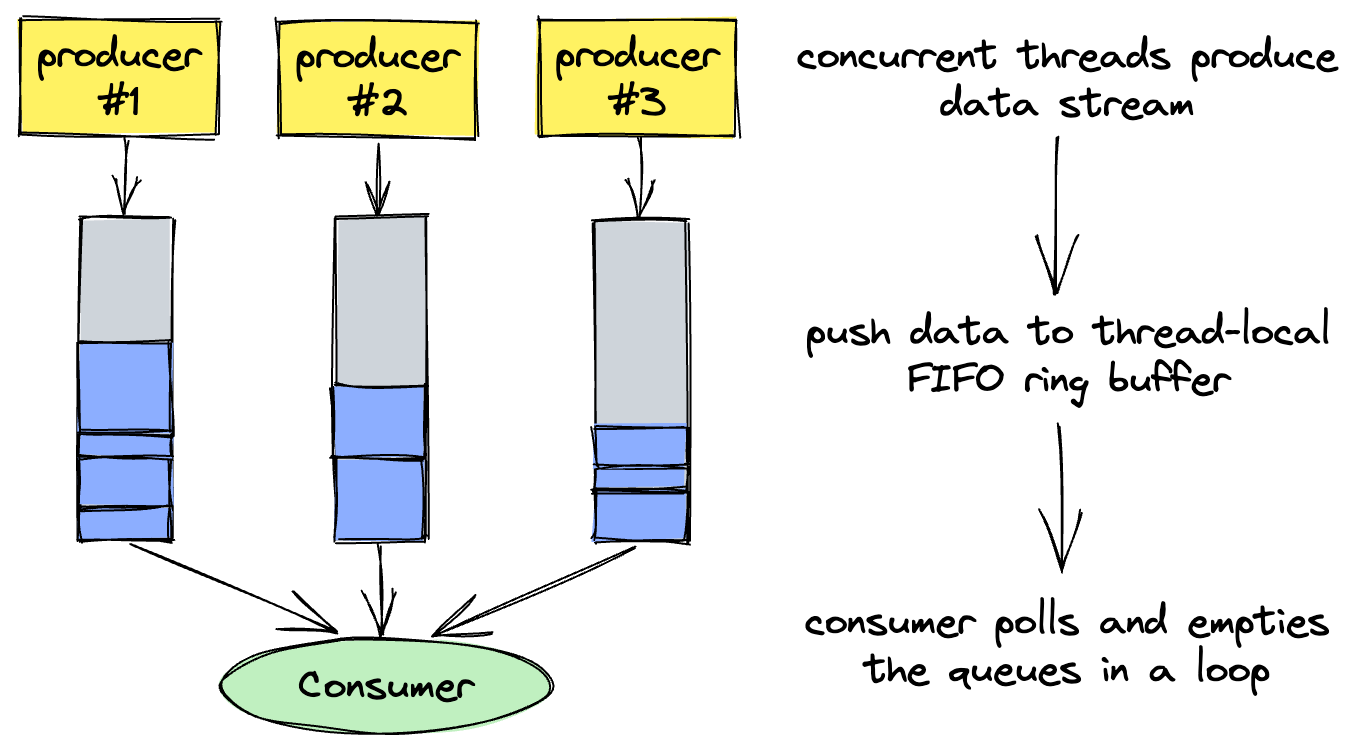 producer
#1
producer
#2
producer
#3
concurrent threads produce
data stream
push data to thread-local
FIFO ring buffer
consumer polls and empties
the queues in a loop
Consumer